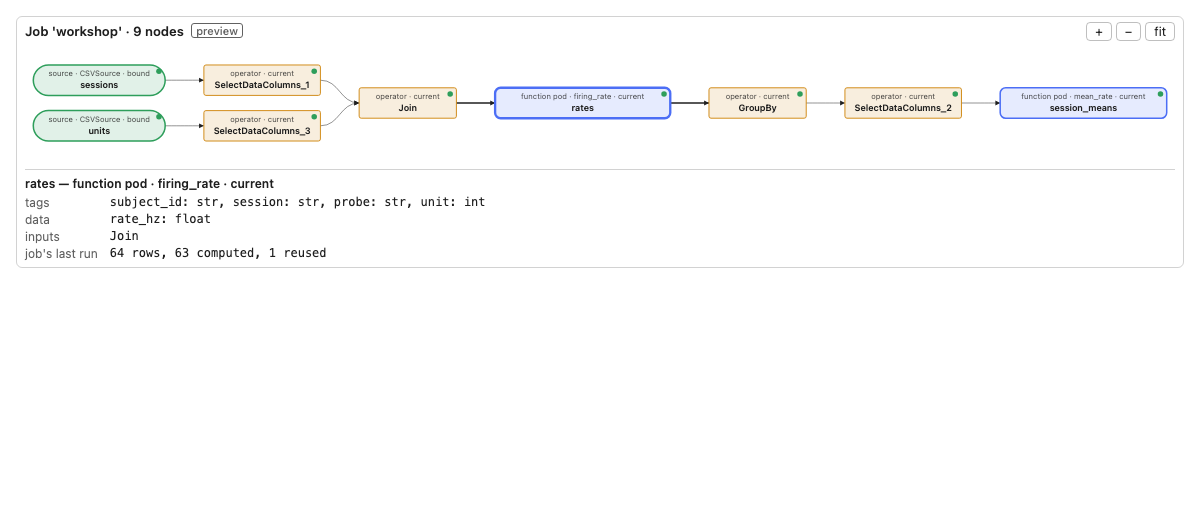 Job 'workshop' · 9 nodes preview + − fit
source · CSVSource · bound
sessions
operator · current
SelectDataColumns_1
source · CSVSource · bound
units
operator · current
SelectDataColumns_3
operator · current
Join
function pod · firing_rate · current
rates
operator · current
GroupBy
operator · current
SelectDataColumns_2
function pod · mean_rate · current
session_means
rates — function pod · firing_rate · current
tags subject_id: str, session: str, probe: str, unit: int
data rate_hz: float
inputs Join
job's last run 64 rows, 63 computed, 1 reused